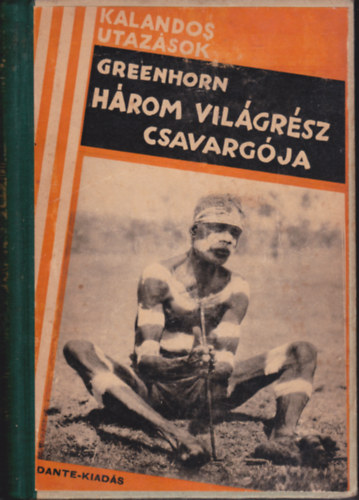 KALANDOS
UTAZÁSOK
GREENHORN
HÁROM VILÁGRÉSZ
CSAVARGÓJA
DANTE-KIADÁS